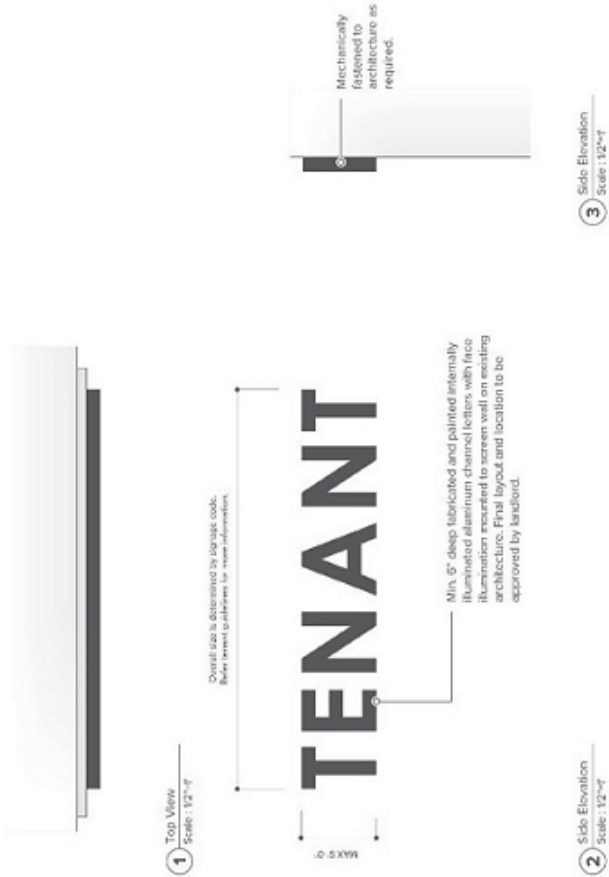 1 Top View
Scale : 1/2"=1'
Overall size is determined by signage code.
Refer tenant guidelines for more information.
MAX 5'-0"
TENANT
Min. 6" deep fabricated and painted internally
illuminated aluminum channel letters with face
illumination mounted to screen wall on existing
architecture. Final layout and location to be
approved by landlord.
2 Side Elevation
Scale : 1/2"=1'
Mechanically
fastened to
architecture as
required.
3 Side Elevation
Scale : 1/2"=1'